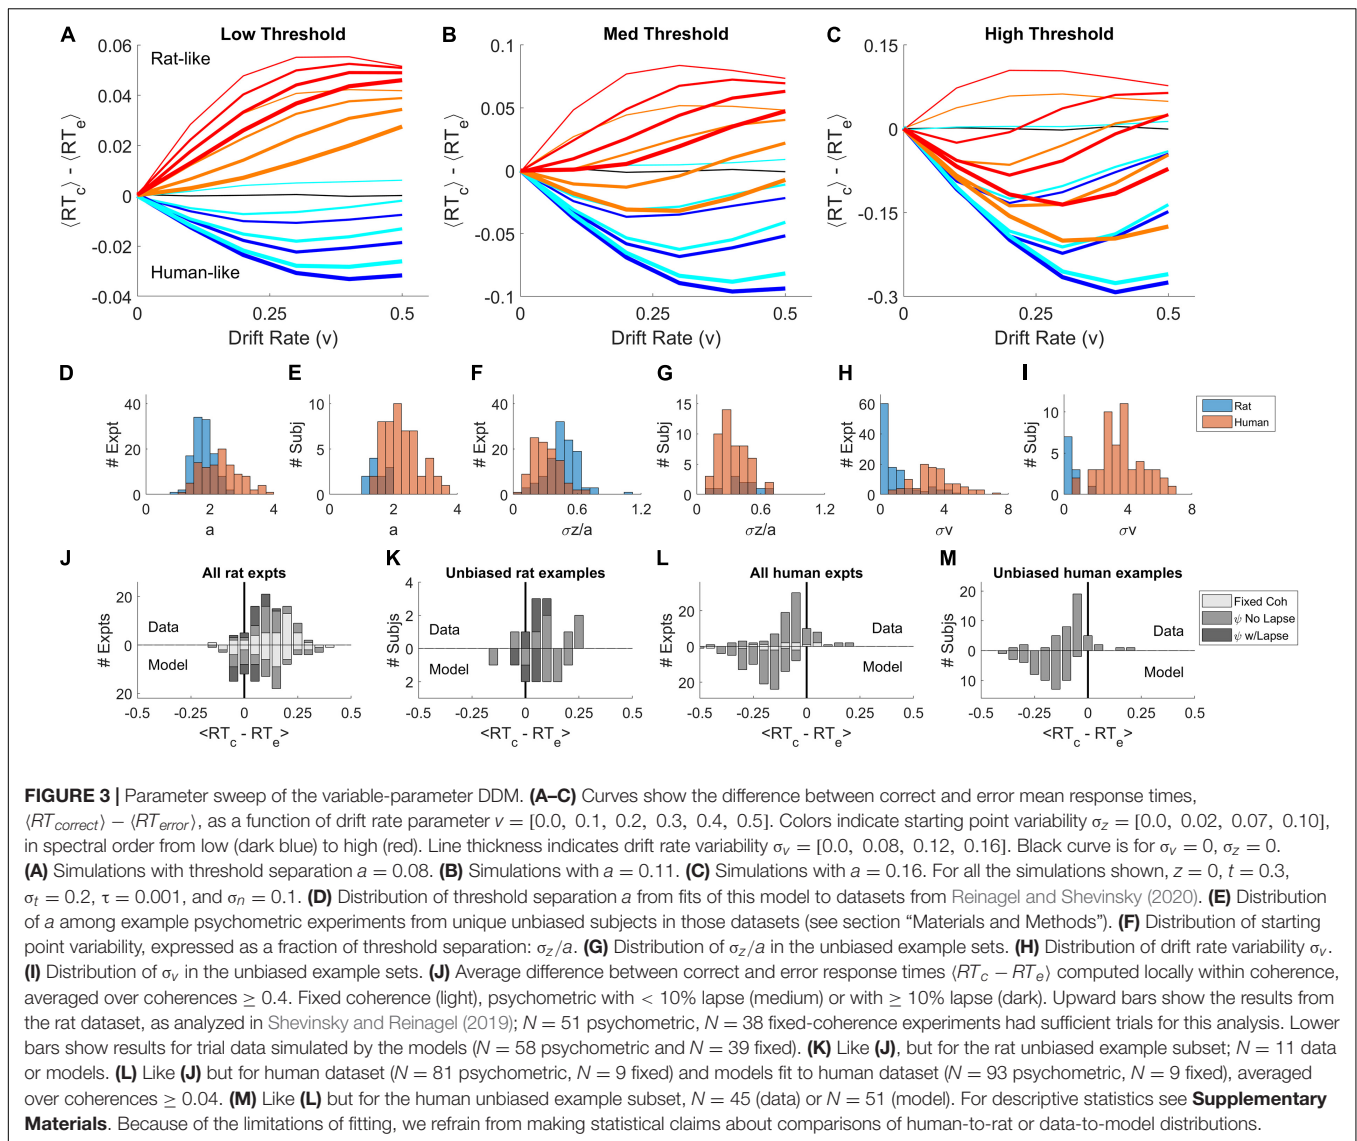 A Low Threshold B Med Threshold C High Threshold
0.06
0.04
0.02
0
-0.02
-0.04
0.1
0.05
0
-0.05
-0.1
0.15
0
-0.15
-0.3
Rat-like
Human-like
⟨RT_c⟩ - ⟨RT_e⟩
⟨RT_c⟩ - ⟨RT_e⟩
⟨RT_c⟩ - ⟨RT_e⟩
0 0.25 0.5 0 0.25 0.5 0 0.25 0.5
Drift Rate (v) Drift Rate (v) Drift Rate (v)
D E F G H I
40
20
0
# Expt
0 2 4
a
10
5
0
# Subj
0 2 4
a
40
20
0
# Expt
0 0.6 1.2
σz/a
15
10
5
0
# Subj
0 0.6 1.2
σz/a
60
40
20
0
# Expt
0 4 8
σv
10
5
0
# Subj
0 4 8
σv
Rat
Human
J All rat expts
20
0
20
# Expts
Data
Model
-0.5 -0.25 0 0.25 0.5
<RT_c - RT_e>
K Unbiased rat examples
4
2
0
2
# Subjs
-0.5 0 0.25 0.5
<RT_c - RT_e>
L All human expts
20
0
20
# Expts
Data
Model
-0.5 -0.25 0 0.5
<RT_c - RT_e>
M Unbiased human examples
20
10
0
10
# Subjs
Data
Model
-0.5 -0.25 0 0.25 0.5
<RT_c - RT_e>
Fixed Coh
ψ No Lapse
ψ w/Lapse
FIGURE 3 | Parameter sweep of the variable-parameter DDM. (A–C) Curves show the difference between correct and error mean response times,
⟨RT_correct⟩ − ⟨RT_error⟩, as a function of drift rate parameter v = [0.0, 0.1, 0.2, 0.3, 0.4, 0.5]. Colors indicate starting point variability σ_z = [0.0, 0.02, 0.07, 0.10],
in spectral order from low (dark blue) to high (red). Line thickness indicates drift rate variability σ_v = [0.0, 0.08, 0.12, 0.16]. Black curve is for σ_v = 0, σ_z = 0.
(A) Simulations with threshold separation a = 0.08. (B) Simulations with a = 0.11. (C) Simulations with a = 0.16. For all the simulations shown, z = 0, t = 0.3,
σ_t = 0.2, τ = 0.001, and σ_n = 0.1. (D) Distribution of threshold separation a from fits of this model to datasets from Reinagel and Shevinsky (2020). (E) Distribution
of a among example psychometric experiments from unique unbiased subjects in those datasets (see section “Materials and Methods”). (F) Distribution of starting
point variability, expressed as a fraction of threshold separation: σ_z/a. (G) Distribution of σ_z/a in the unbiased example sets. (H) Distribution of drift rate variability σ_v.
(I) Distribution of σ_v in the unbiased example sets. (J) Average difference between correct and error response times ⟨RT_c − RT_e⟩ computed locally within coherence,
averaged over coherences ≥ 0.4. Fixed coherence (light), psychometric with < 10% lapse (medium) or with ≥ 10% lapse (dark). Upward bars show the results from
the rat dataset, as analyzed in Shevinsky and Reinagel (2019); N = 51 psychometric, N = 38 fixed-coherence experiments had sufficient trials for this analysis. Lower
bars show results for trial data simulated by the models (N = 58 psychometric and N = 39 fixed). (K) Like (J), but for the rat unbiased example subset; N = 11 data
or models. (L) Like (J) but for human dataset (N = 81 psychometric, N = 9 fixed) and models fit to human dataset (N = 93 psychometric, N = 9 fixed), averaged
over coherences ≥ 0.04. (M) Like (L) but for the human unbiased example subset, N = 45 (data) or N = 51 (model). For descriptive statistics see Supplementary
Materials. Because of the limitations of fitting, we refrain from making statistical claims about comparisons of human-to-rat or data-to-model distributions.